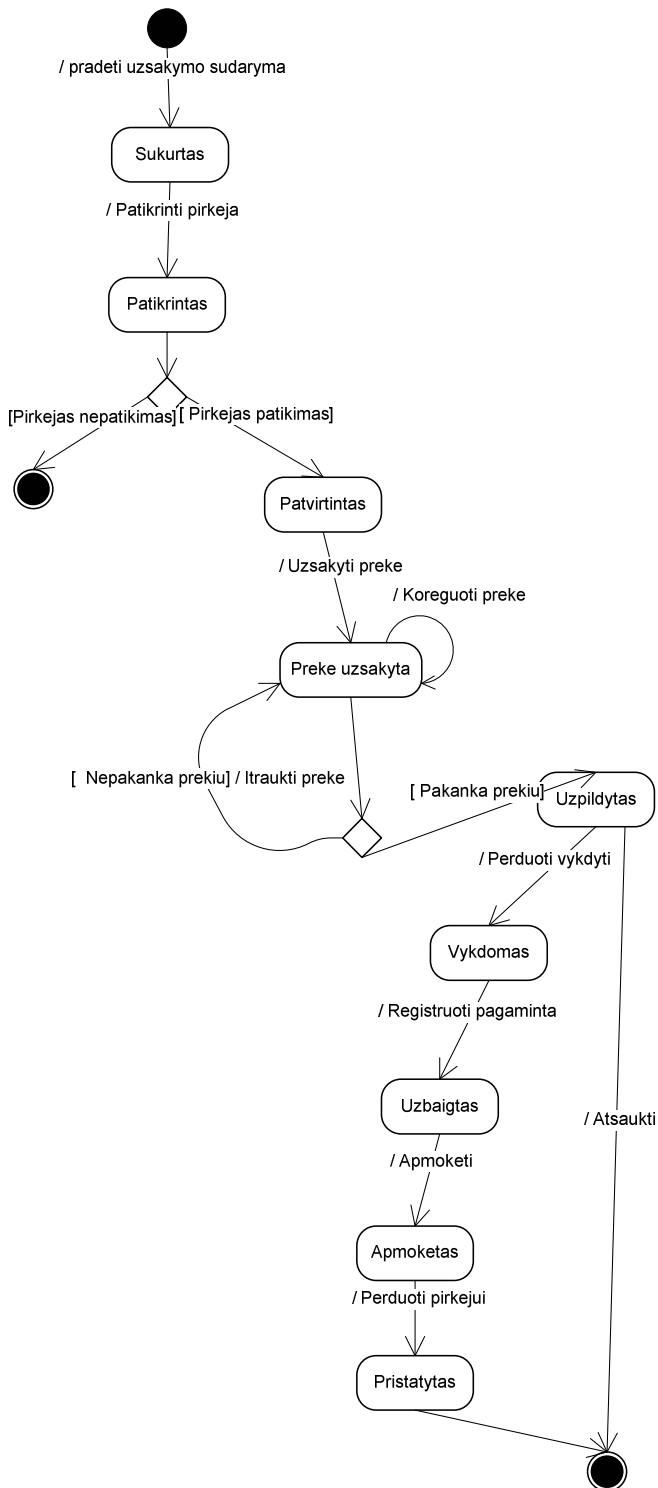 / pradeti uzsakymo sudaryma
Sukurtas
/ Patikrinti pirkeja
Patikrintas
[Pirkejas nepatikimas]
[ Pirkejas patikimas]
Patvirtintas
/ Uzsakyti preke
/ Koreguoti preke
Preke uzsakyta
[  Nepakanka prekiu] / Itraukti preke
[ Pakanka prekiu]
Uzpildytas
/ Perduoti vykdyti
Vykdomas
/ Registruoti pagaminta
Uzbaigtas
/ Atsaukti
/ Apmoketi
Apmoketas
/ Perduoti pirkejui
Pristatytas